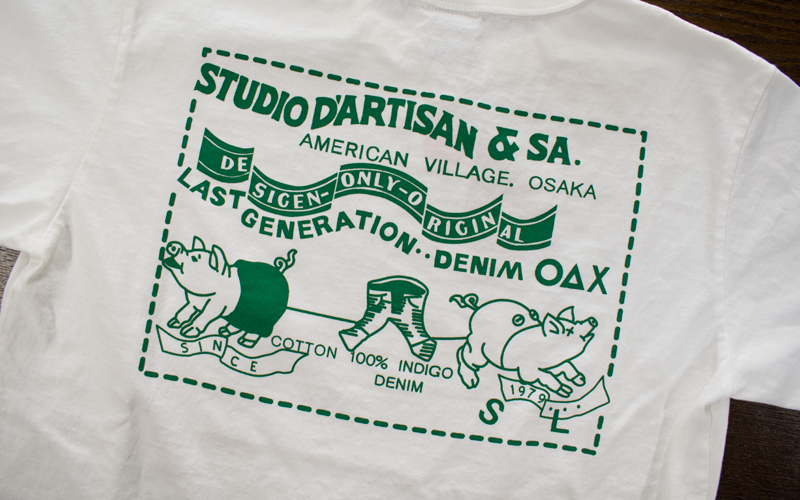 STUDIO D'ARTISAN & SA.
AMERICAN VILLAGE. OSAKA
DE SIGEN- ONLY-O RIGIN AL
LAST GENERATION·· DENIM OΔX
COTTON 100% INDIGO
DENIM
SINCE
1979....
S L